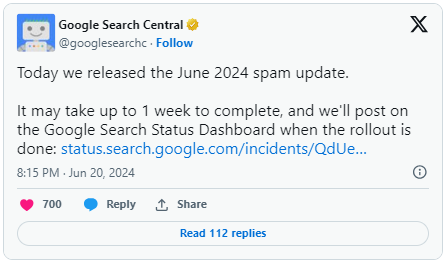 Google Search Central
@googlesearchc · Follow
Today we released the June 2024 spam update.
It may take up to 1 week to complete, and we'll post on
the Google Search Status Dashboard when the rollout is
done: status.search.google.com/incidents/QdUe...
8:15 PM · Jun 20, 2024
700 Reply Share
Read 112 replies